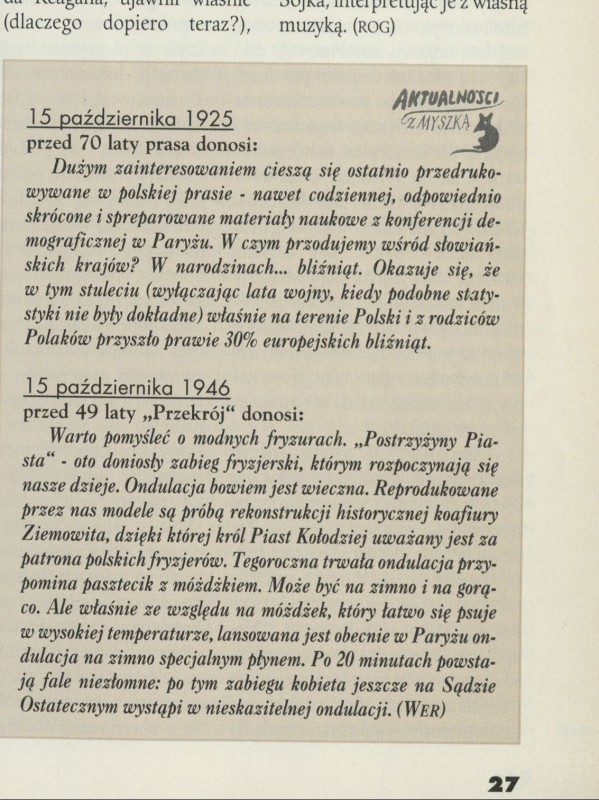 da Reagana, ujawnił właśnie
(dlaczego dopiero teraz?),
Sojka, interpretując je z własną
muzyką. (ROG)
AKTUALNOŚCI
Z MYSZKĄ
15 października 1925
przed 70 laty prasa donosi:
Dużym zainteresowaniem cieszą się ostatnio przedruko-
wywane w polskiej prasie - nawet codziennej, odpowiednio
skrócone i spreparowane materiały naukowe z konferencji de-
mograficznej w Paryżu. W czym przodujemy wśród słowiań-
skich krajów? W narodzinach... bliźniąt. Okazuje się, że
w tym stuleciu (wyłączając lata wojny, kiedy podobne staty-
styki nie były dokładne) właśnie na terenie Polski i z rodziców
Polaków przyszło prawie 30% europejskich bliźniąt.
15 października 1946
przed 49 laty „Przekrój" donosi:
Warto pomyśleć o modnych fryzurach. „Postrzyżyny Pia-
sta" - oto doniosły zabieg fryzjerski, którym rozpoczynają się
nasze dzieje. Ondulacja bowiem jest wieczna. Reprodukowane
przez nas modele są próbą rekonstrukcji historycznej koafiury
Ziemowita, dzięki której król Piast Kołodziej uważany jest za
patrona polskich fryzjerów. Tegoroczna trwała ondulacja przy-
pomina pasztecik z móżdżkiem. Może być na zimno i na gorą-
co. Ale właśnie ze względu na móżdżek, który łatwo się psuje
w wysokiej temperaturze, lansowana jest obecnie w Paryżu on-
dulacja na zimno specjalnym płynem. Po 20 minutach powsta-
ją fale niezłomne: po tym zabiegu kobieta jeszcze na Sądzie
Ostatecznym wystąpi w nieskazitelnej ondulacji. (WER)
27